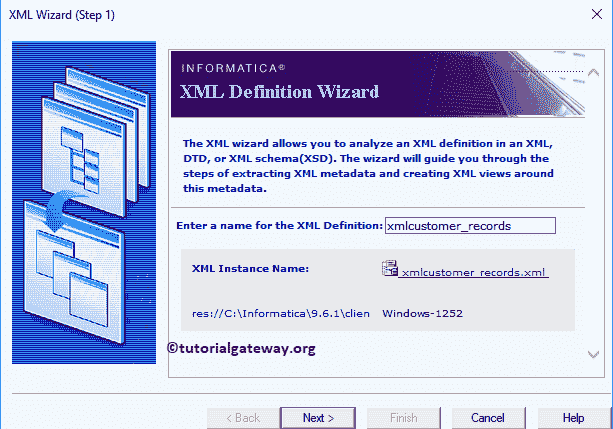 XML Wizard (Step 1)
INFORMATICA®
XML Definition Wizard
The XML wizard allows you to analyze an XML definition in an XML,
DTD, or XML schema(XSD). The wizard will guide you through the
steps of extracting XML metadata and creating XML views around
this metadata.
Enter a name for the XML Definition: xmlcustomer_records
XML Instance Name: xmlcustomer_records.xml
res://C:\Informatica\9.6.1\clien Windows-1252
©tutorialgateway.org
< Back Next > Finish Cancel Help